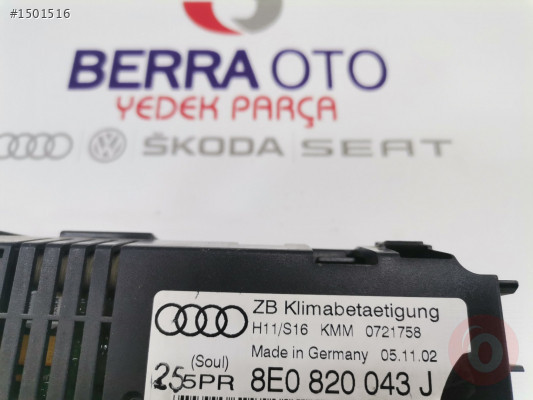 #1501516
BERRA OTO
YEDEK PARÇA
ŠKODA SEAT
ZB Klimabetaetigung
H11/S16 KMM 0721758
Made in Germany 05.11.02
(Soul)
5PR 8E0 820 043 J